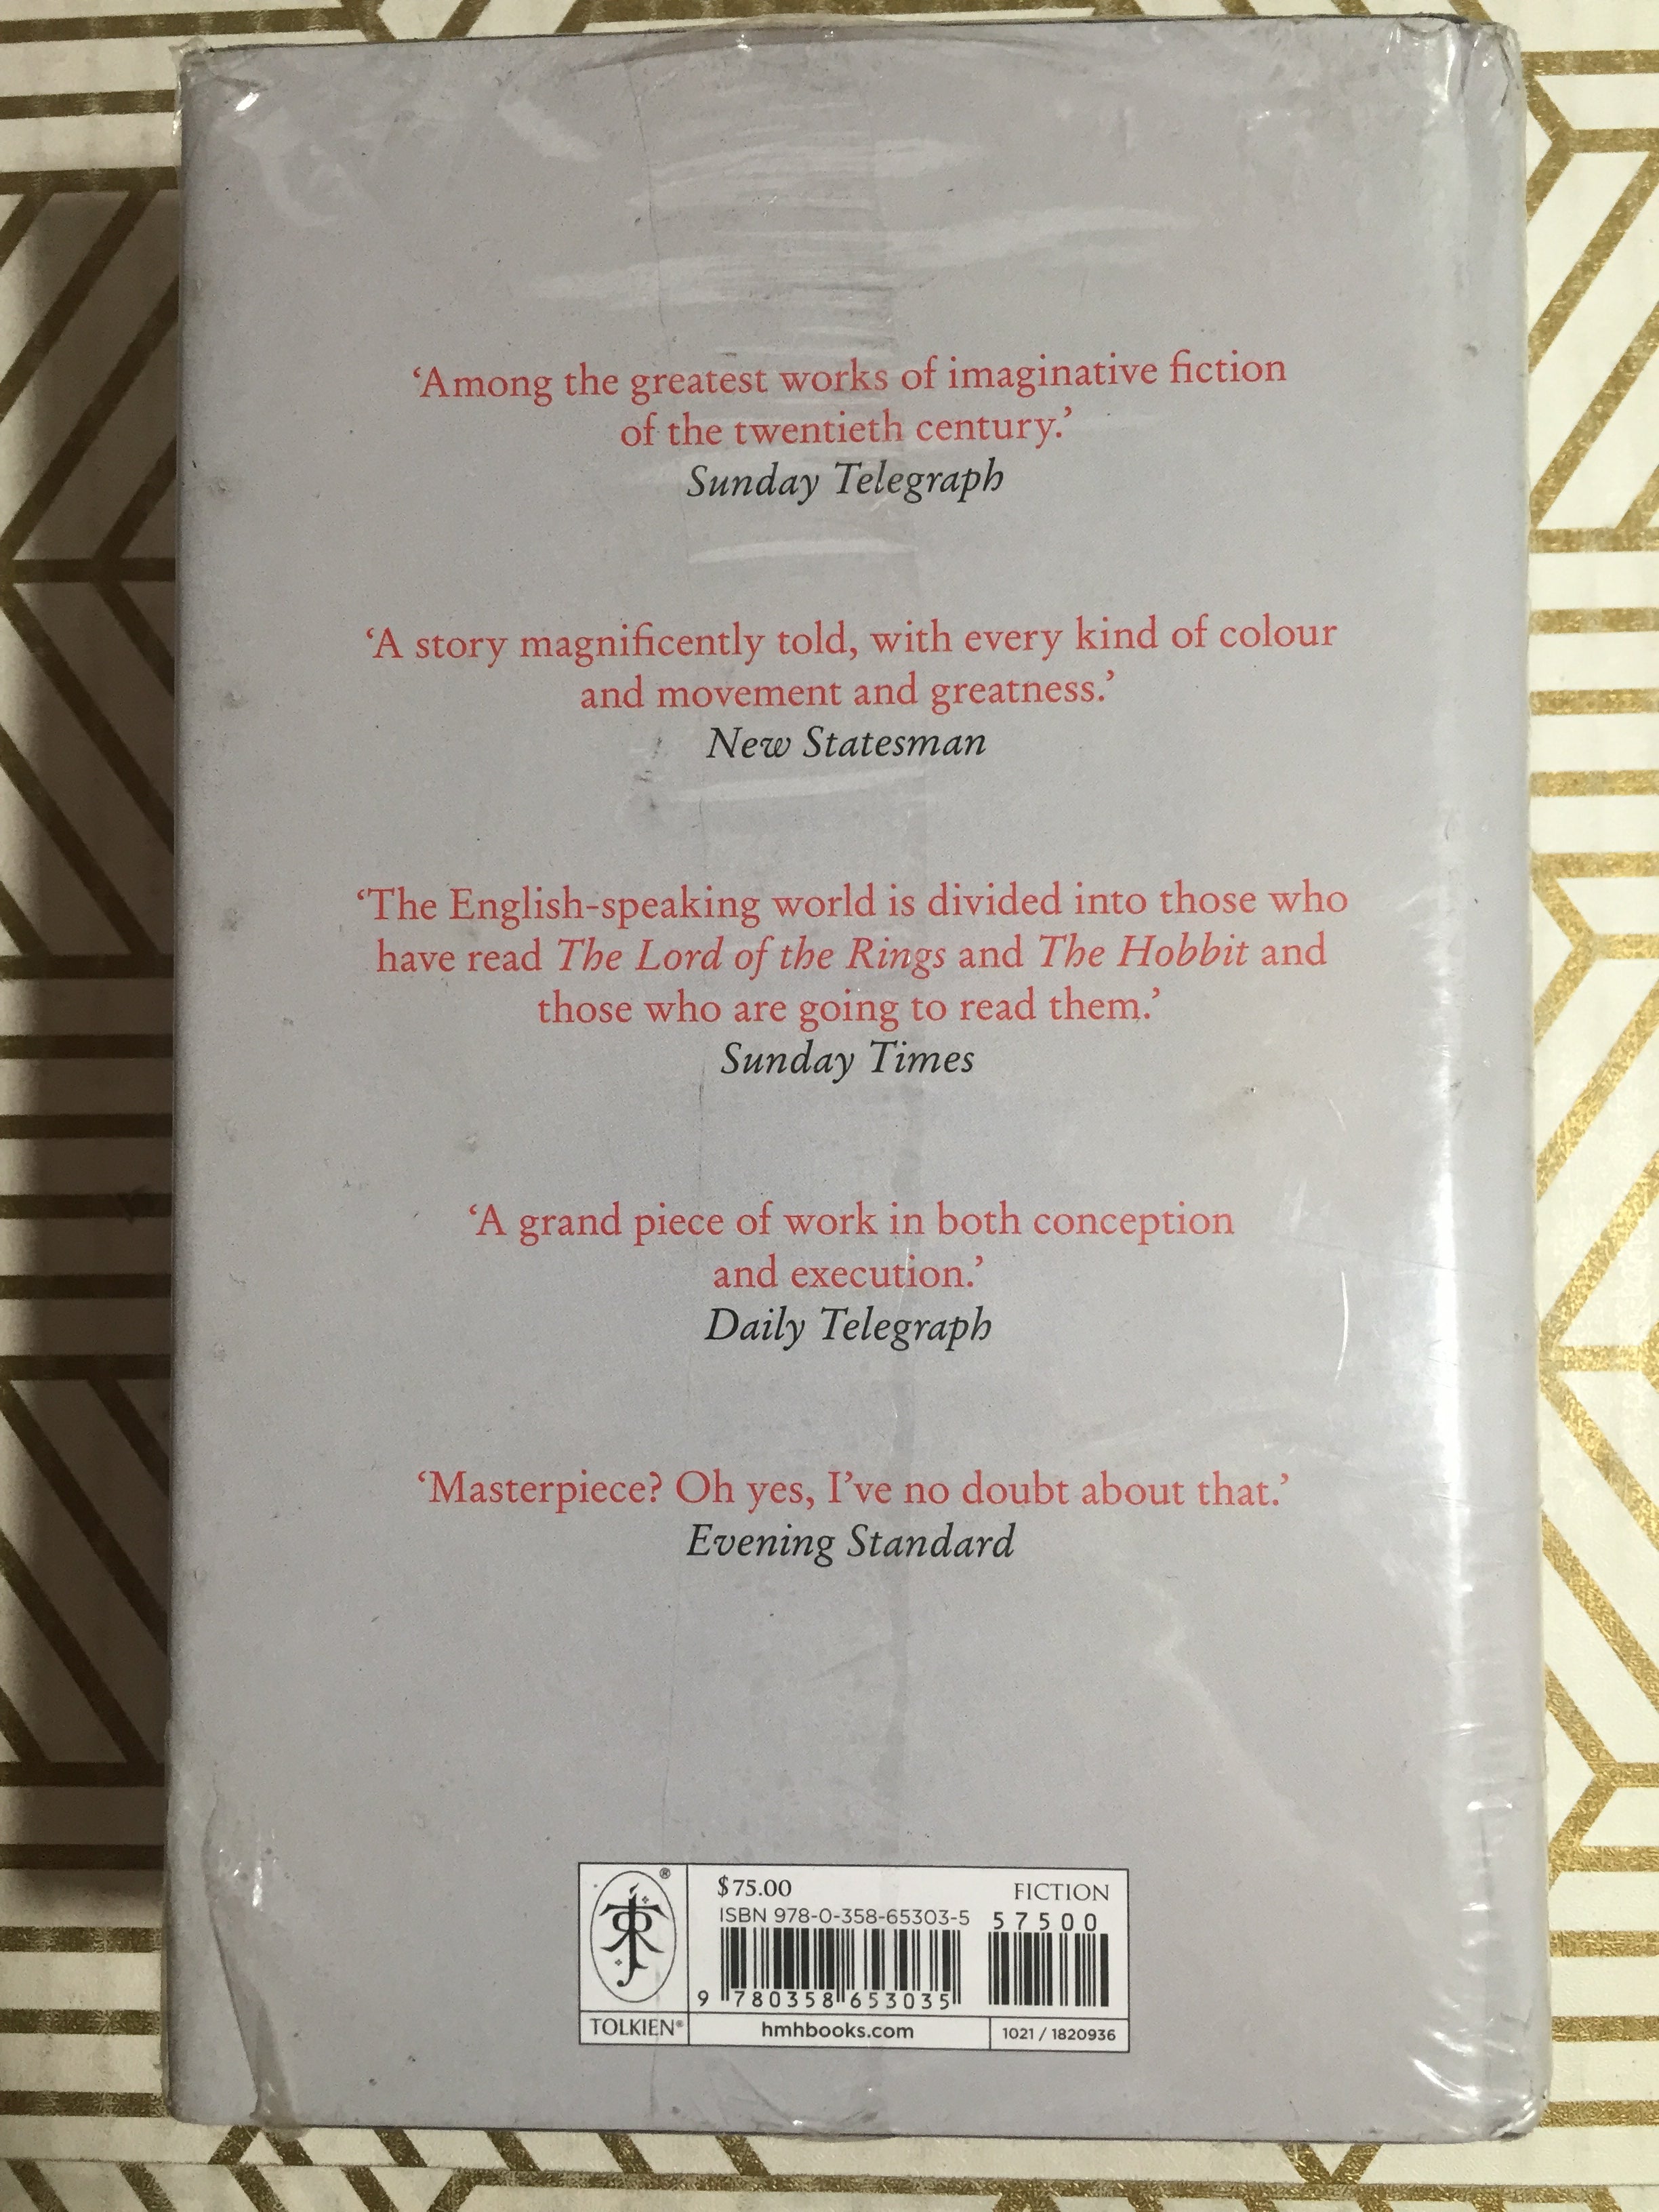 ‘Among the greatest works of imaginative fiction
of the twentieth century.’
Sunday Telegraph
‘A story magnificently told, with every kind of colour
and movement and greatness.’
New Statesman
‘The English-speaking world is divided into those who
have read The Lord of the Rings and The Hobbit and
those who are going to read them.’
Sunday Times
‘A grand piece of work in both conception
and execution.’
Daily Telegraph
‘Masterpiece? Oh yes, I’ve no doubt about that.’
Evening Standard
®
$75.00 FICTION
ISBN 978-0-358-65303-5 57500
9 780358 653035
TOLKIEN® hmhbooks.com 1021 / 1820936